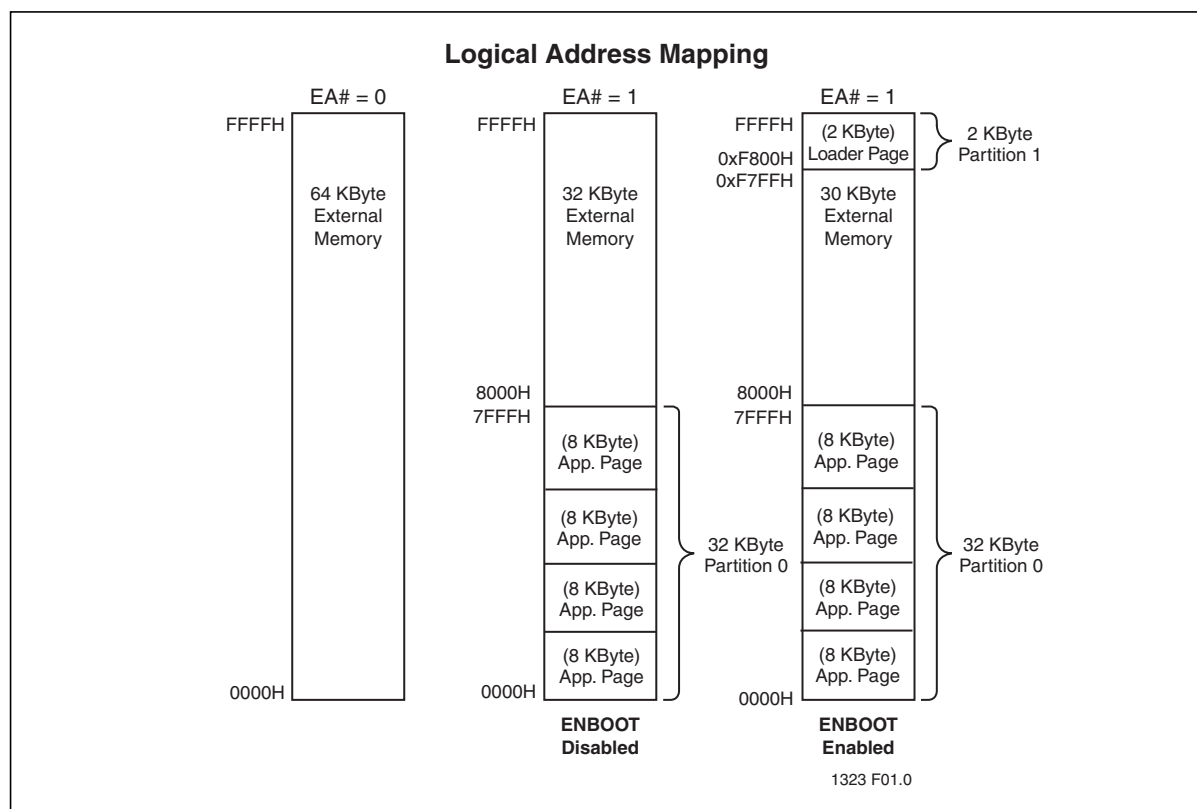 Logical Address Mapping
EA# = 0
FFFFH
64 KByte
External
Memory
0000H
EA# = 1
FFFFH
32 KByte
External
Memory
8000H
7FFFH
(8 KByte)
App. Page
(8 KByte)
App. Page
(8 KByte)
App. Page
(8 KByte)
App. Page
32 KByte
Partition 0
0000H
ENBOOT
Disabled
EA# = 1
FFFFH
(2 KByte)
Loader Page
2 KByte
Partition 1
0xF800H
0xF7FFH
30 KByte
External
Memory
8000H
7FFFH
(8 KByte)
App. Page
(8 KByte)
App. Page
(8 KByte)
App. Page
(8 KByte)
App. Page
32 KByte
Partition 0
0000H
ENBOOT
Enabled
1323 F01.0